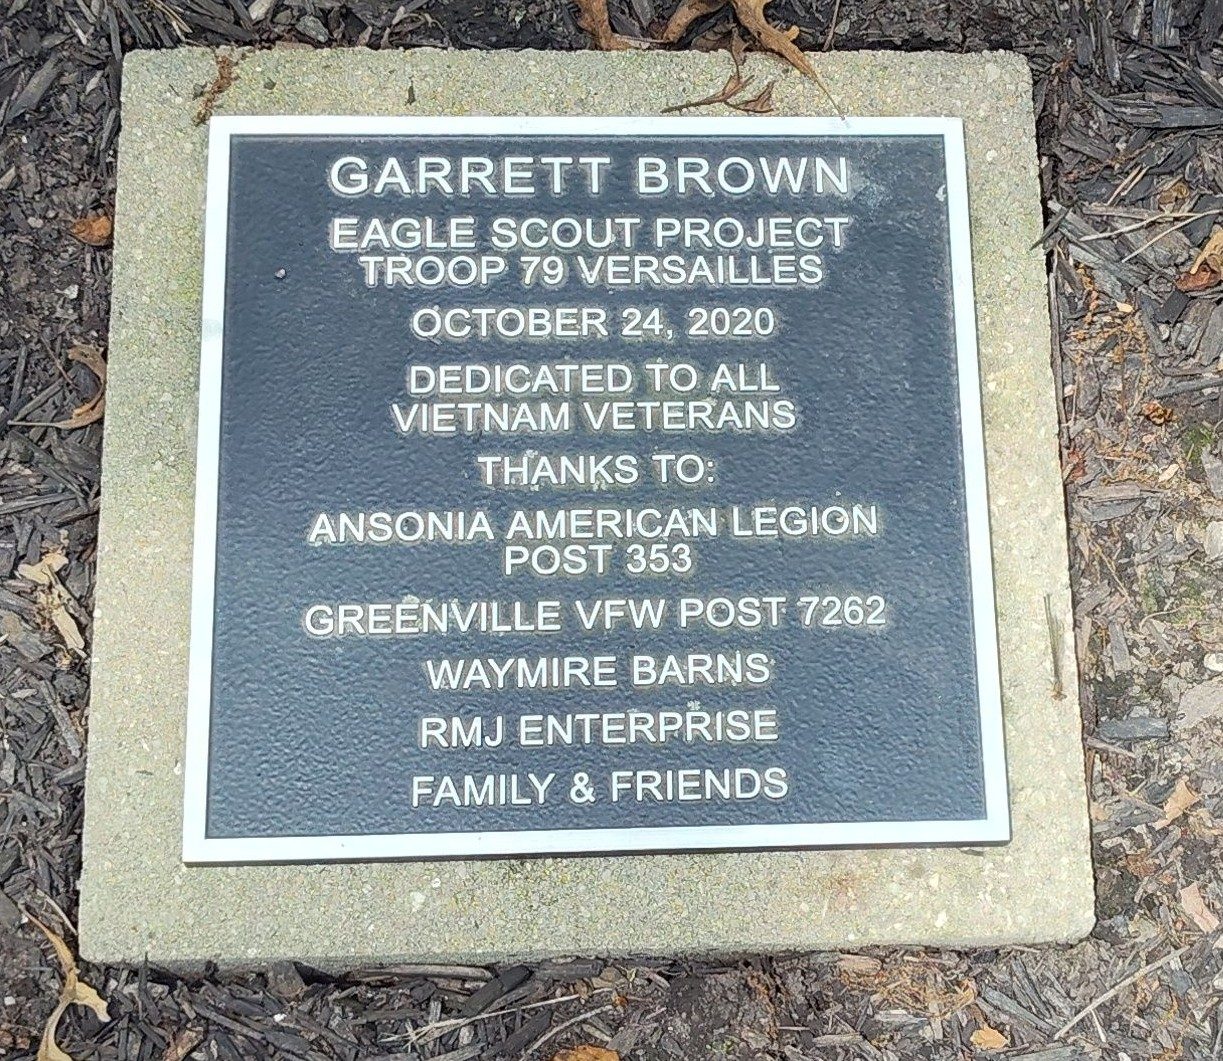 GARRETT BROWN
EAGLE SCOUT PROJECT
TROOP 79 VERSAILLES
OCTOBER 24, 2020
DEDICATED TO ALL
VIETNAM VETERANS
THANKS TO:
ANSONIA AMERICAN LEGION
POST 353
GREENVILLE VFW POST 7262
WAYMIRE BARNS
RMJ ENTERPRISE
FAMILY & FRIENDS